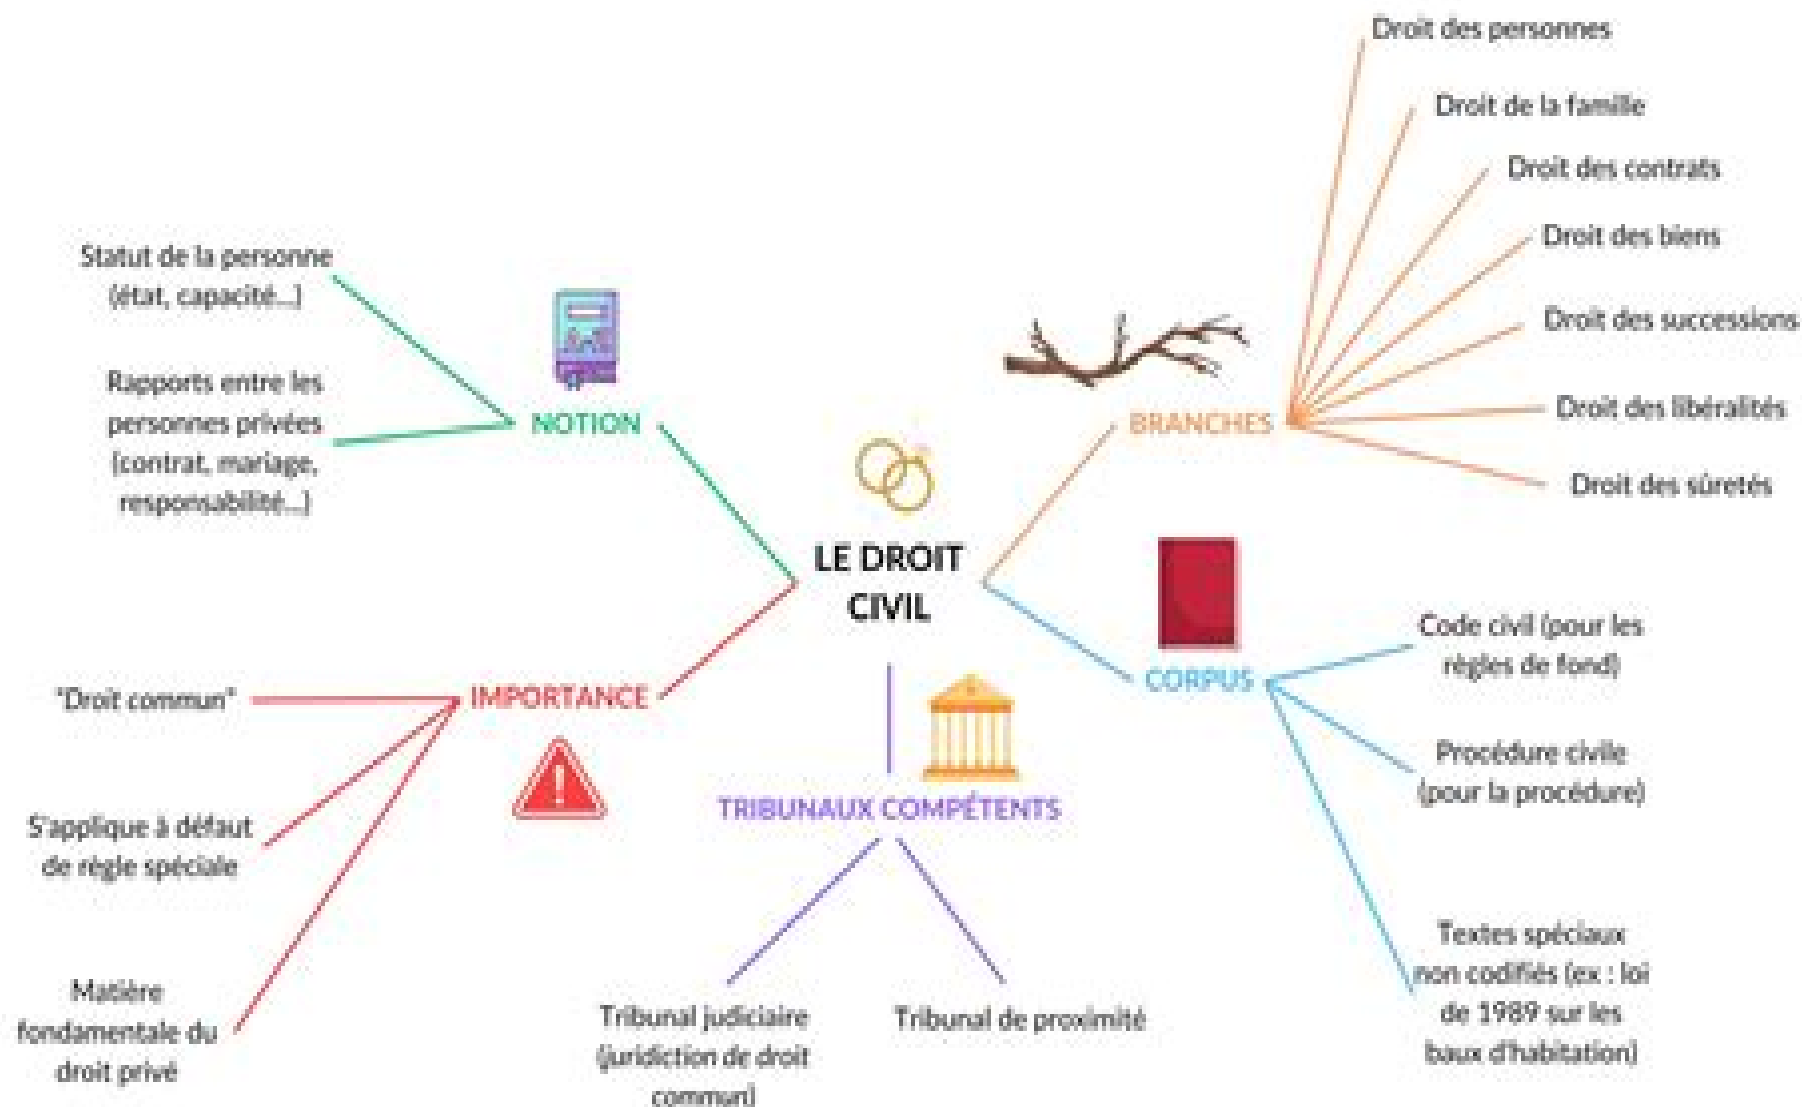 Droit des personnes
Droit de la famille
Droit des contrats
Droit des biens
Droit des successions
Droit des libéralités
Droit des sûretés
BRANCHES
Statut de la personne
(état, capacité...)
Rapports entre les
personnes privées
(contrat, mariage,
responsabilité...)
NOTION
LE DROIT
CIVIL
IMPORTANCE
"Droit commun"
S'applique à défaut
de règle spéciale
Matière
fondamentale du
droit privé
TRIBUNAUX COMPÉTENTS
Tribunal judiciaire
(juridiction de droit
commun)
Tribunal de proximité
CORPUS
Code civil (pour les
règles de fond)
Procédure civile
(pour la procédure)
Textes spéciaux
non codifiés (ex : loi
de 1989 sur les
baux d'habitation)